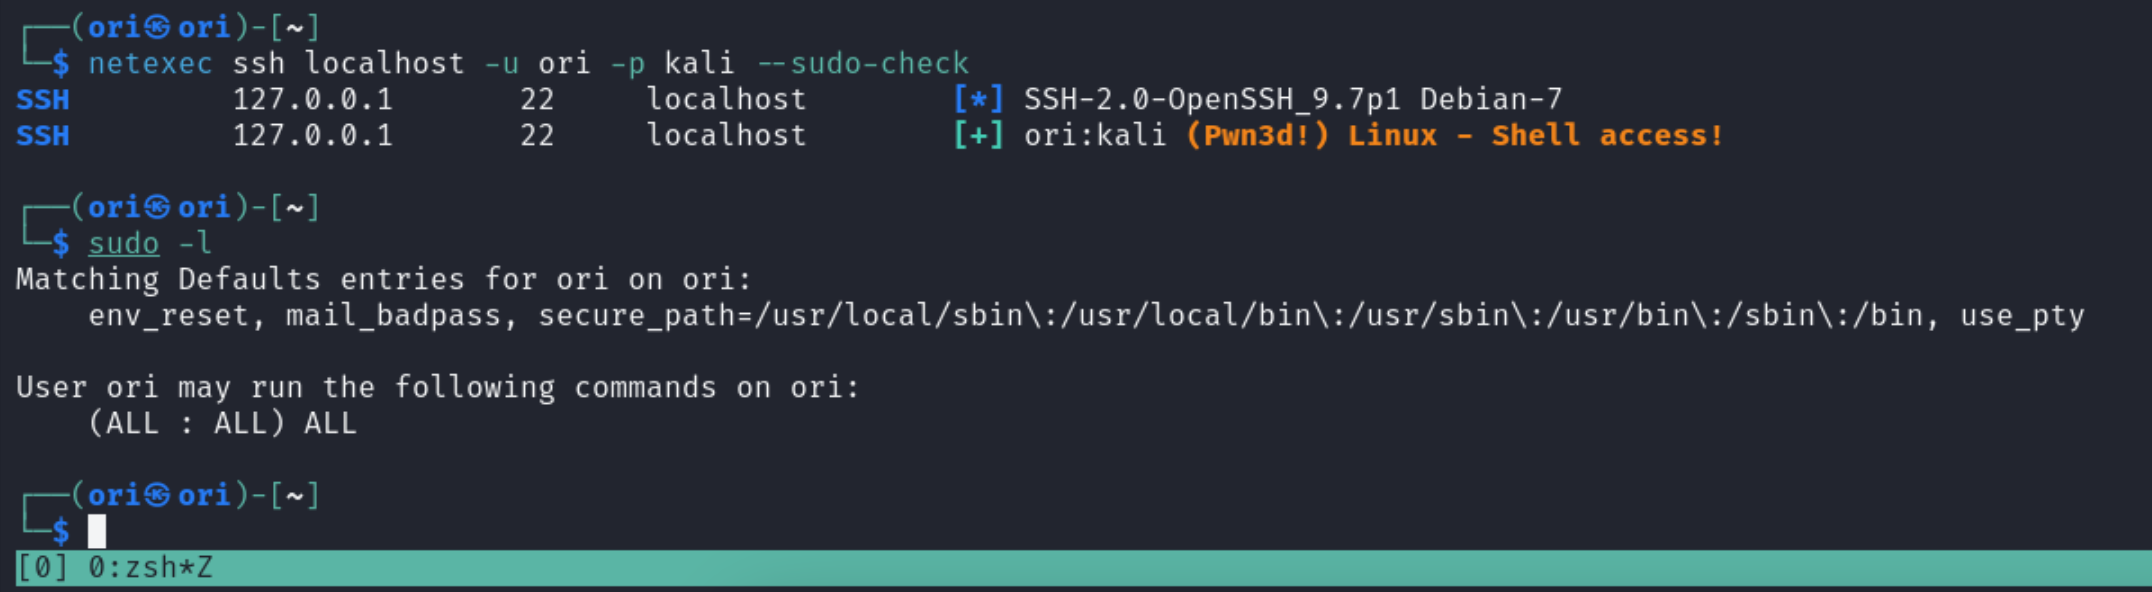 ┌──(ori㉿ori)-[~]
└─$ netexec ssh localhost -u ori -p kali --sudo-check
SSH         127.0.0.1       22     localhost        [*] SSH-2.0-OpenSSH_9.7p1 Debian-7
SSH         127.0.0.1       22     localhost        [+] ori:kali (Pwn3d!) Linux - Shell access!
┌──(ori㉿ori)-[~]
└─$ sudo -l
Matching Defaults entries for ori on ori:
    env_reset, mail_badpass, secure_path=/usr/local/sbin\:/usr/local/bin\:/usr/sbin\:/usr/bin\:/sbin\:/bin, use_pty
User ori may run the following commands on ori:
    (ALL : ALL) ALL
┌──(ori㉿ori)-[~]
└─$
[0] 0:zsh*Z